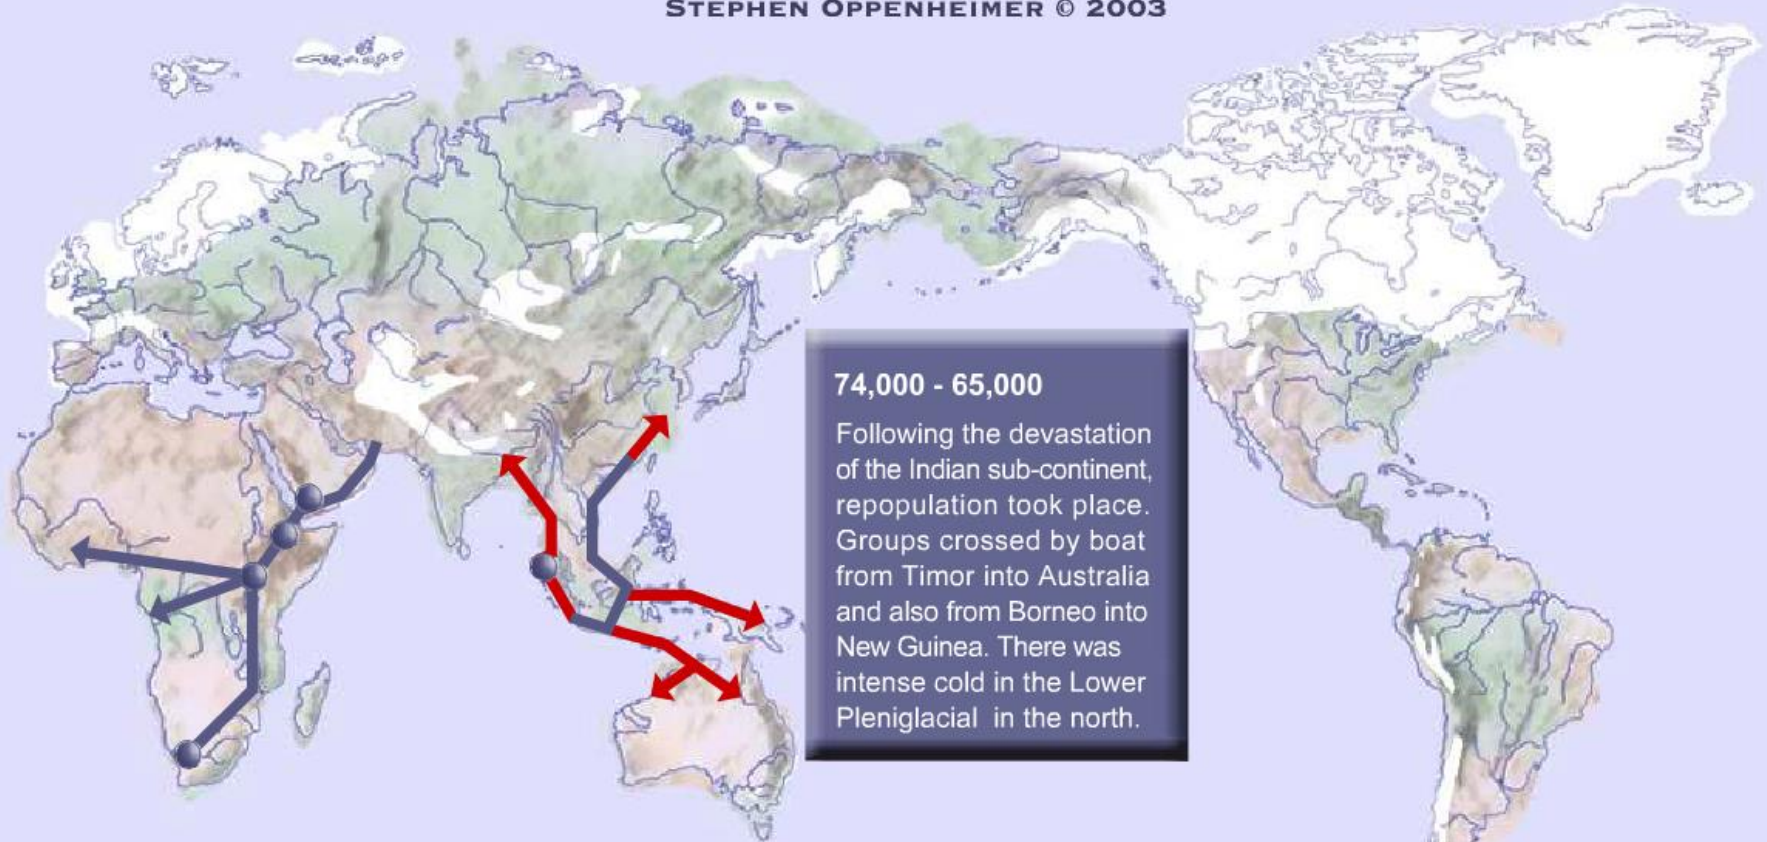 STEPHEN OPPENHEIMER © 2003
74,000 - 65,000
Following the devastation
of the Indian sub-continent,
repopulation took place.
Groups crossed by boat
from Timor into Australia
and also from Borneo into
New Guinea. There was
intense cold in the Lower
Pleniglacial in the north.